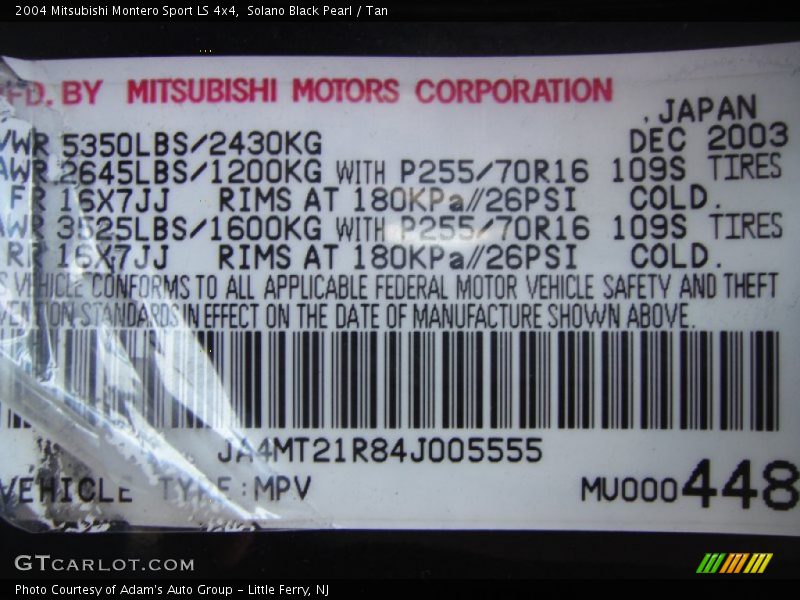 2004 Mitsubishi Montero Sport LS 4x4,  Solano Black Pearl / Tan
FD. BY MITSUBISHI MOTORS CORPORATION
,JAPAN
VWR 5350LBS/2430KG DEC 2003
AWR 2645LBS/1200KG WITH P255/70R16 109S TIRES
F 16X7JJ RIMS AT 180KPa//26PSI COLD.
AWR 3525LBS/1600KG WITH P255/70R16 109S TIRES
RR 16X7JJ RIMS AT 180KPa//26PSI COLD.
S VEHICLE CONFORMS TO ALL APPLICABLE FEDERAL MOTOR VEHICLE SAFETY AND THEFT
VENTION STANDARDS IN EFFECT ON THE DATE OF MANUFACTURE SHOWN ABOVE.
JA4MT21R84J005555
VEHICLE TYPE:MPV MU000448
GTCARLOT.COM
Photo Courtesy of Adam's Auto Group - Little Ferry, NJ